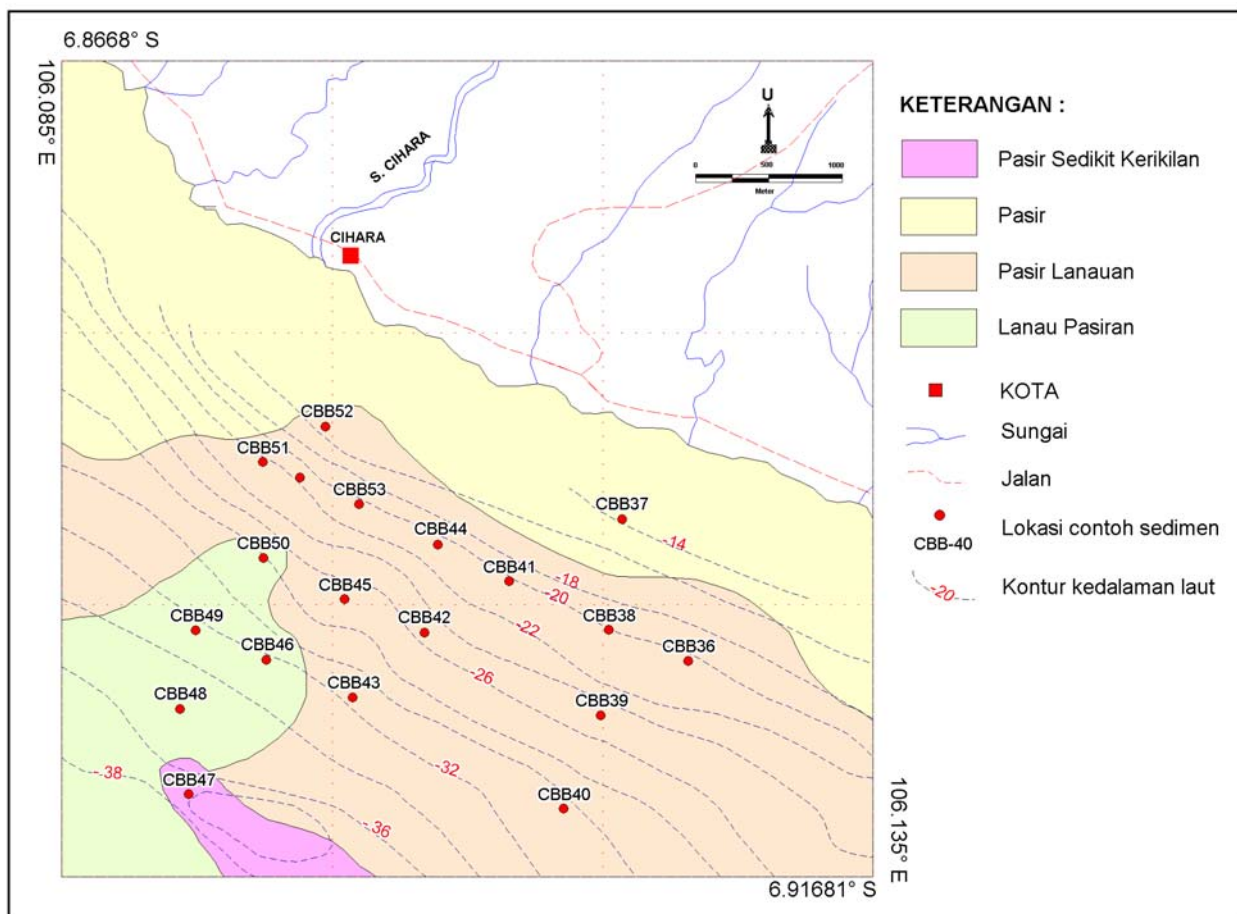 6.8668° S
106.085° E
U
0 500 1000
Meter
S. CIHARA
CIHARA
CBB52
CBB51
CBB53
CBB37
CBB44
-14
CBB50
CBB41
-18
CBB45
-20
CBB42
CBB38
CBB49
-22
CBB46
CBB36
CBB43
-26
CBB48
CBB39
-32
-38
CBB47
CBB40
-36
106.135° E
6.91681° S
KETERANGAN :
Pasir Sedikit Kerikilan
Pasir
Pasir Lanauan
Lanau Pasiran
KOTA
Sungai
Jalan
Lokasi contoh sedimen
CBB-40
-20
Kontur kedalaman laut